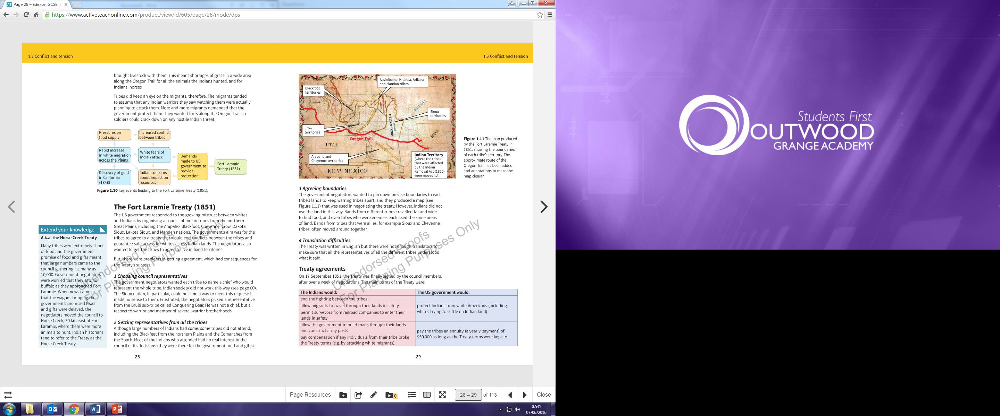 Page 28 – Edexcel GCSE (
https://www.activeteachonline.com/product/view/id/605/page/28/mode/dps
1.3 Conflict and tension
1.3 Conflict and tension
brought livestock with them. This meant shortages of grass in a wide area
along the Oregon Trail for all the animals the Indians hunted, and for
Indians' horses.
Tribes did keep an eye on the migrants, therefore. The migrants tended
to assume that any Indian warriors they saw watching them were actually
planning to attack them. More and more migrants demanded that the
government protect them. They wanted forts along the Oregon Trail so
soldiers could crack down on any hostile Indian threat.
Pressures on
food supply
Increased conflict
between tribes
Rapid increase
in white migration
across the Plains
White fears of
Indian attack
Discovery of gold
in California
(1848)
Indian concerns
about impact on
resources
Demands
made to US
government to
provide
protection
Fort Laramie
Treaty (1851)
Figure 1.10 Key events leading to the Fort Laramie Treaty (1851).
The Fort Laramie Treaty (1851)
The US government responded to the growing mistrust between whites
and Indians by organising a council of Indian tribes from the northern
Great Plains, including the Arapaho, Blackfoot, Cheyenne, Crow, Dakota
Sioux, Lakota Sioux, and Mandan nations. The government's aim was for the
tribes to agree to a treaty that would end conflicts between the tribes and
guarantee safe access for whites across Indian lands. The negotiators also
wanted to get the tribes to agree to live in fixed territories.
But, there were problems in getting agreement, which had consequences for
the Treaty's success.
1 Choosing council representatives
The government negotiators wanted each tribe to name a chief who would
represent the whole tribe. Indian society did not work this way (see page 00).
The Sioux nation, in particular, could not find a way to meet this request: it
made no sense to them. Frustrated, the negotiators picked a representative
from the Brulé sub-tribe called Conquering Bear. He was not a chief, but a
respected warrior and member of several warrior brotherhoods.
2 Getting representatives from all the tribes
Although large numbers of Indians had come, some tribes did not attend,
including the Blackfeet from the northern Plains and the Comanches from
the South. Most of the Indians who attended had no real interest in the
council or its decisions (they were there for the government food and gifts).
Extend your knowledge
A.k.a. the Horse Creek Treaty
Many tribes were extremely short
of food and the government
promise of food and gifts meant
that large numbers came to the
council gathering: as many as
10,000. Government negotiators
were worried that they saw no
buffalo as they approached Fort
Laramie. When news came in
that the wagons bringing the
government's promised food
and gifts were delayed, the
negotiators moved the council to
Horse Creek, 50 km east of Fort
Laramie, where there were more
animals to hunt. Indian historians
tend to refer to the Treaty as the
Horse Creek Treaty.
Unendorsed Proofs
For Planning Purposes Only
28
Assiniboine, Hidatsa, Arikara
and Mandan tribes
Blackfoot
territories
Sioux
territories
Crow
territories
Oregon Trail
Arapaho and
Cheyenne territories
Indian Territory
(where the tribes
that were affected
by the Indian
Removal Act (1830)
were moved to).
MINESOTA
IOWA
UTAH
NEW MEXICO
CALIFORNIA
Figure 1.11 The map produced
by the Fort Laramie Treaty in
1851, showing the boundaries
of each tribe's territory. The
approximate route of the
Oregon Trail has been added
and annotations to make the
map clearer.
3 Agreeing boundaries
The government negotiators wanted to pin down precise boundaries to each
tribe's lands to keep warring tribes apart, and they produced a map (see
Figure 1.11) that was used in negotiating the treaty. However, Indians did not
use the land in this way. Bands from different tribes travelled far and wide
to find food, and even tribes who were enemies each used the same areas
of land. Bands from tribes that were allies, for example Sioux and Cheyenne
tribes, often moved around together.
4 Translation difficulties
The Treaty was written in English but there were not enough translators to
make sure that all the representatives of all the different tribes understood
what it said.
Treaty agreements
On 17 September 1851, the Treaty was finally signed by the council members,
after over a week of negotiations. The main terms of the Treaty were:
The Indians would:
The US government would:
end the fighting between the tribes
allow migrants to travel through their lands in safety
permit surveyors from railroad companies to enter their
lands in safety
protect Indians from white Americans (including
whites trying to settle on Indian land)
allow the government to build roads through their lands
and construct army posts
pay compensation if any individuals from their tribe broke
the Treaty terms (e.g. by attacking white migrants).
pay the tribes an annuity (a yearly payment) of
$50,000 as long as the Treaty terms were kept to.
Unendorsed Proofs
For Planning Purposes Only
29
Page Resources
0
28 – 29
of 113
Close
07:31
07/06/2016
Students First
OUTWOOD
GRANGE ACADEMY